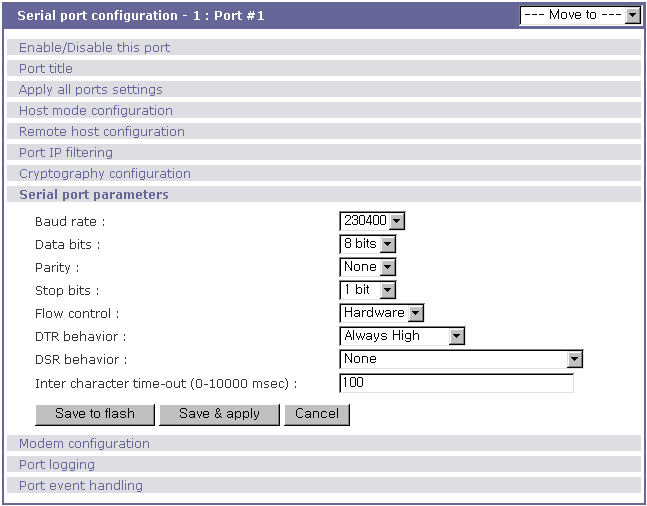 Serial port configuration - 1 : Port #1 --- Move to ---
Enable/Disable this port
Port title
Apply all ports settings
Host mode configuration
Remote host configuration
Port IP filtering
Cryptography configuration
Serial port parameters
Baud rate : 230400
Data bits : 8 bits
Parity : None
Stop bits : 1 bit
Flow control : Hardware
DTR behavior : Always High
DSR behavior : None
Inter character time-out (0-10000 msec) : 100
Save to flash Save & apply Cancel
Modem configuration
Port logging
Port event handling